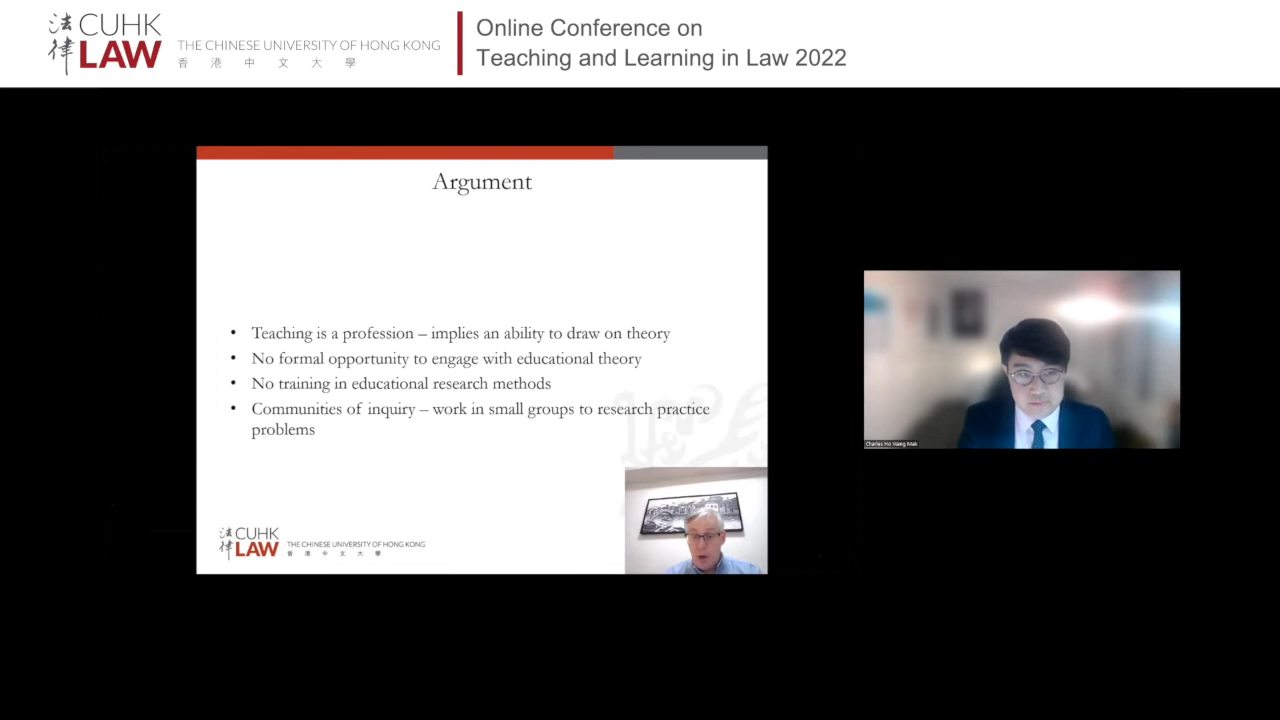 法律
CUHK
LAW
THE CHINESE UNIVERSITY OF HONG KONG
香港中文大學
Online Conference on
Teaching and Learning in Law 2022
Argument
• Teaching is a profession – implies an ability to draw on theory
• No formal opportunity to engage with educational theory
• No training in educational research methods
• Communities of inquiry – work in small groups to research practice
problems
法律
CUHK
LAW
THE CHINESE UNIVERSITY OF HONG KONG
香港中文大學
Charles Ho Wang Mak